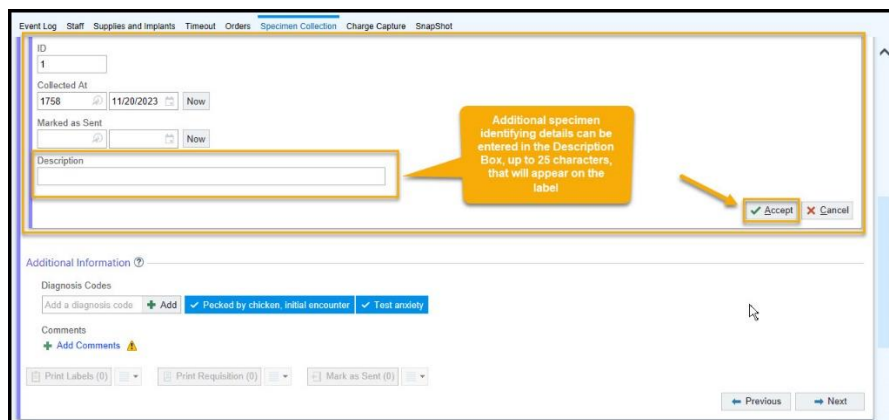 Event Log Staff Supplies and Implants Timeout Orders Specimen Collection Charge Capture SnapShot
ID
1
Collected At
1758 11/20/2023 Now
Marked as Sent
Now
Description
Additional specimen
identifying details can be
entered in the Description
Box, up to 25 characters,
that will appear on the
label
Accept Cancel
Additional Information
Diagnosis Codes
Add a diagnosis code Add Pecked by chicken, initial encounter Test anxiety
Comments
Add Comments
Print Labels (0) Print Requisition (0) Mark as Sent (0)
Previous Next